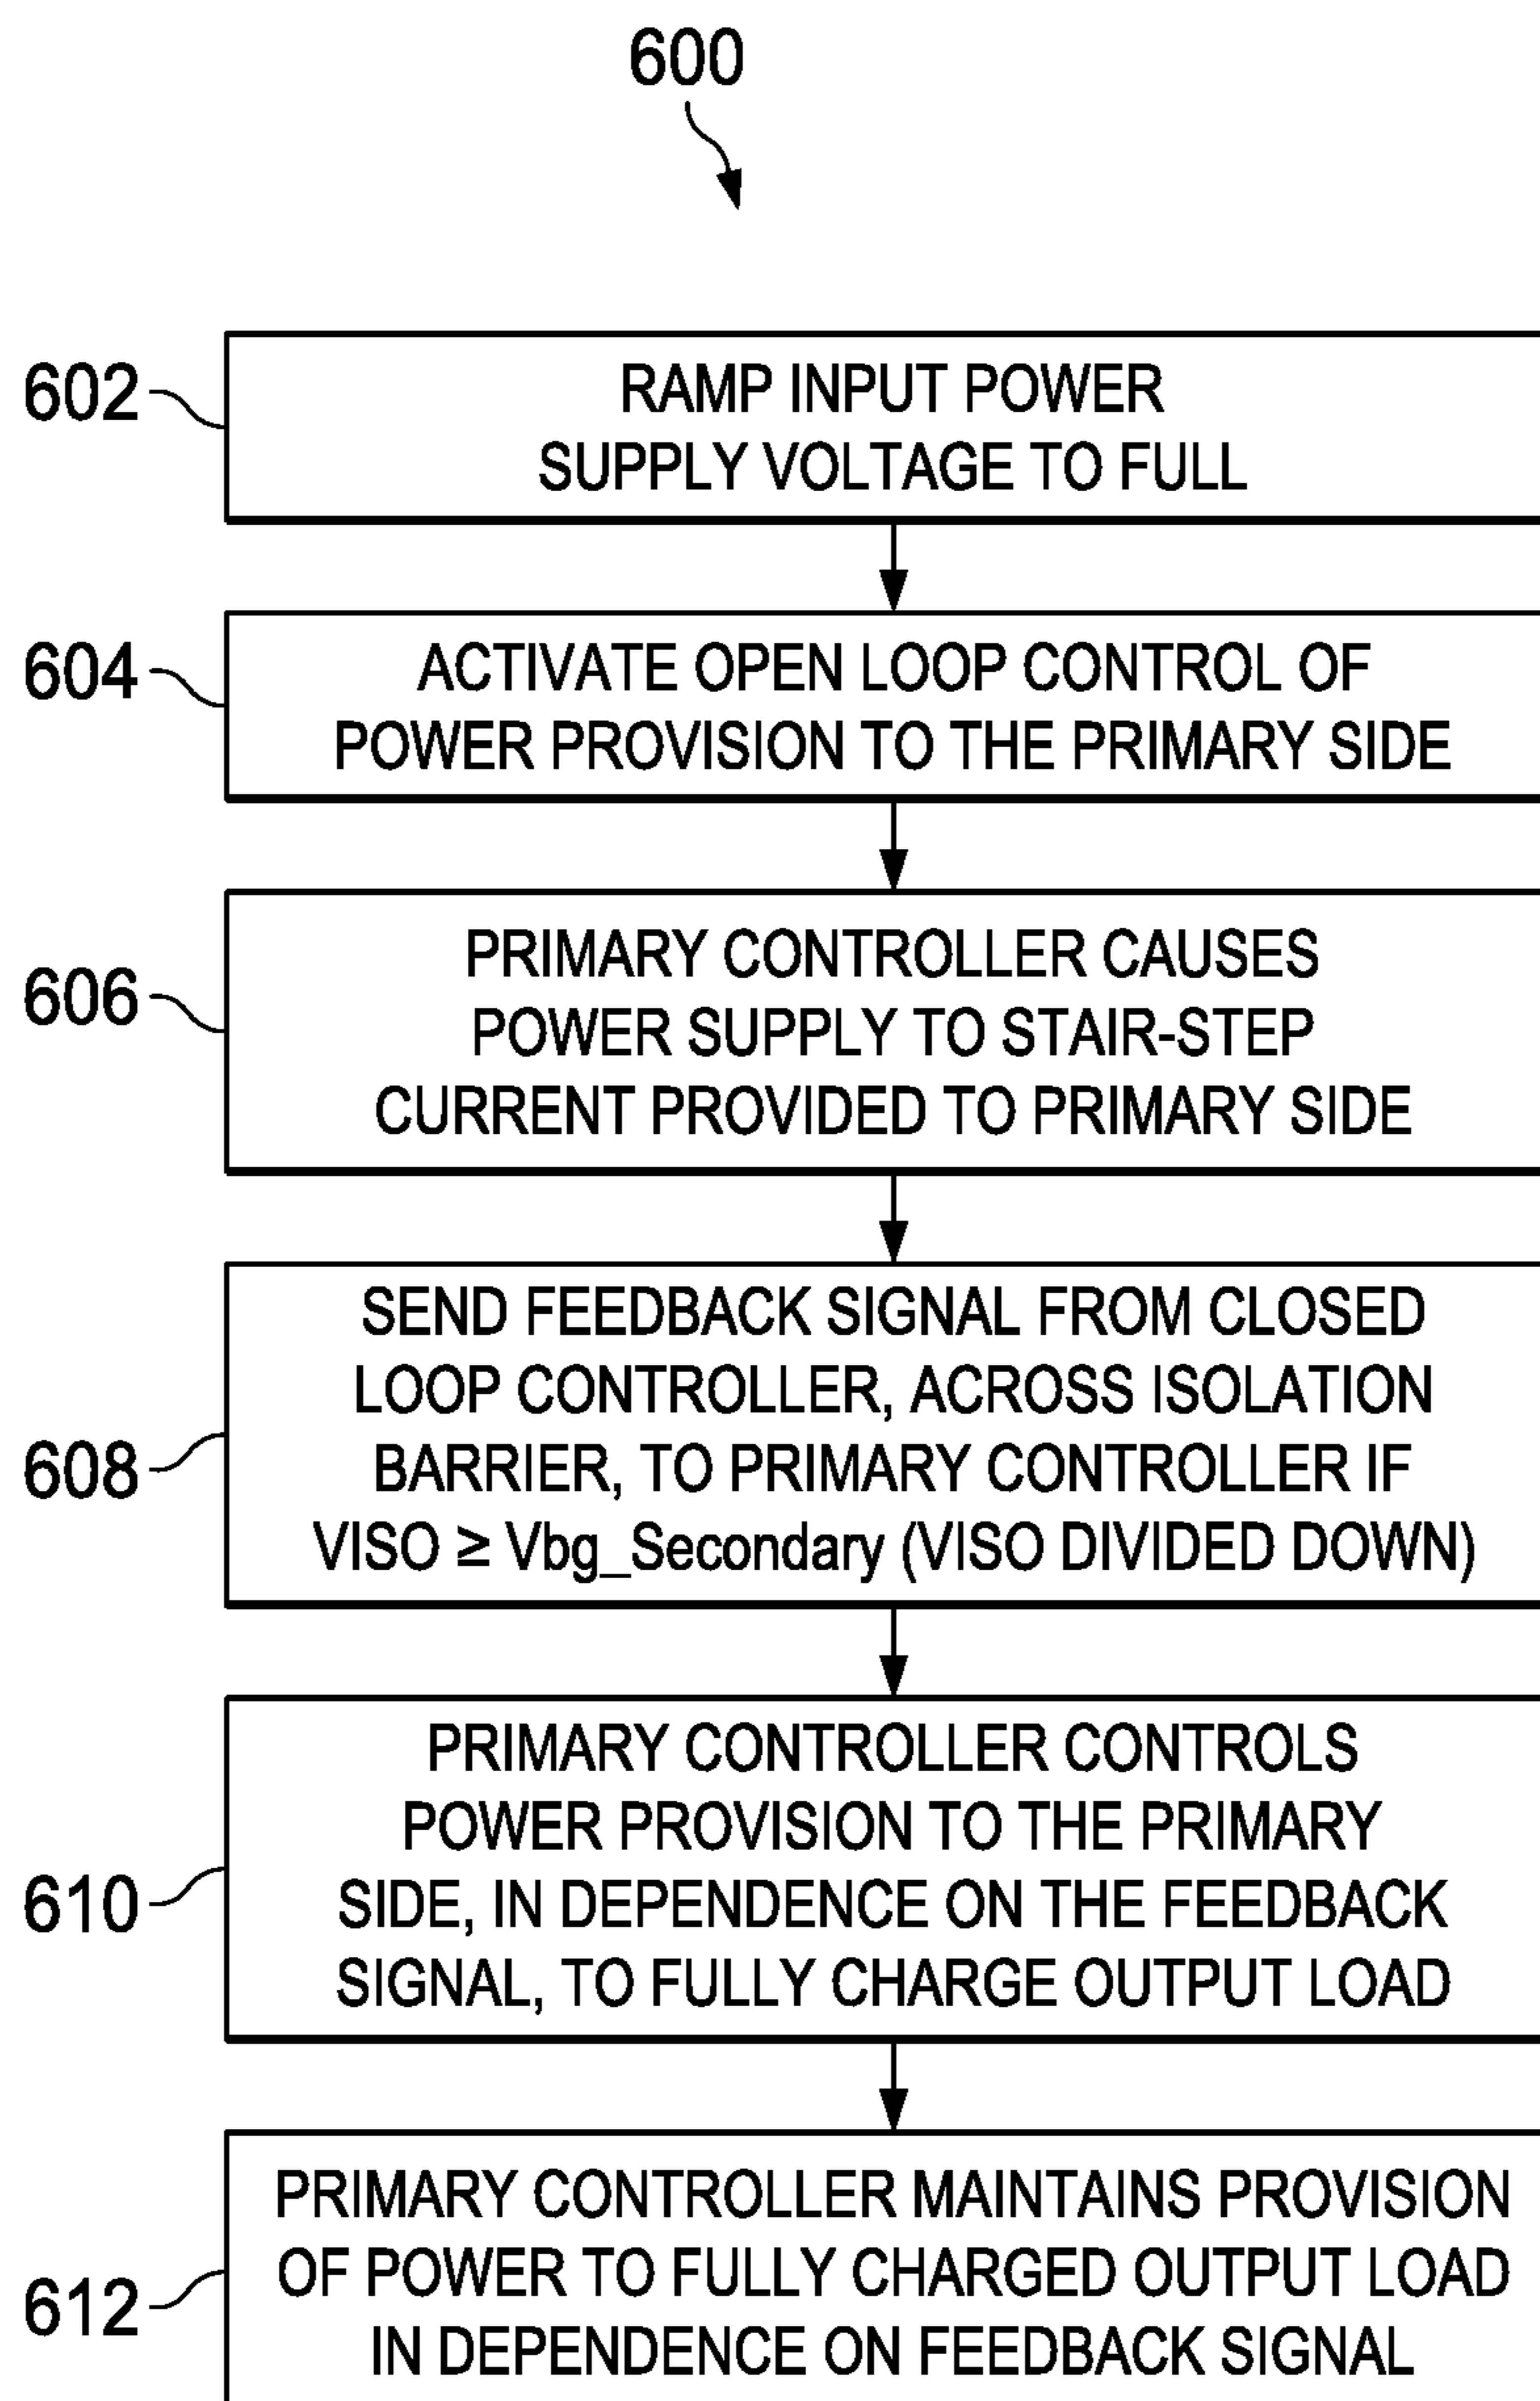 600
602
RAMP INPUT POWER
SUPPLY VOLTAGE TO FULL
604
ACTIVATE OPEN LOOP CONTROL OF
POWER PROVISION TO THE PRIMARY SIDE
606
PRIMARY CONTROLLER CAUSES
POWER SUPPLY TO STAIR-STEP
CURRENT PROVIDED TO PRIMARY SIDE
608
SEND FEEDBACK SIGNAL FROM CLOSED
LOOP CONTROLLER, ACROSS ISOLATION
BARRIER, TO PRIMARY CONTROLLER IF
VISO ≥ Vbg_Secondary (VISO DIVIDED DOWN)
610
PRIMARY CONTROLLER CONTROLS
POWER PROVISION TO THE PRIMARY
SIDE, IN DEPENDENCE ON THE FEEDBACK
SIGNAL, TO FULLY CHARGE OUTPUT LOAD
612
PRIMARY CONTROLLER MAINTAINS PROVISION
OF POWER TO FULLY CHARGED OUTPUT LOAD
IN DEPENDENCE ON FEEDBACK SIGNAL